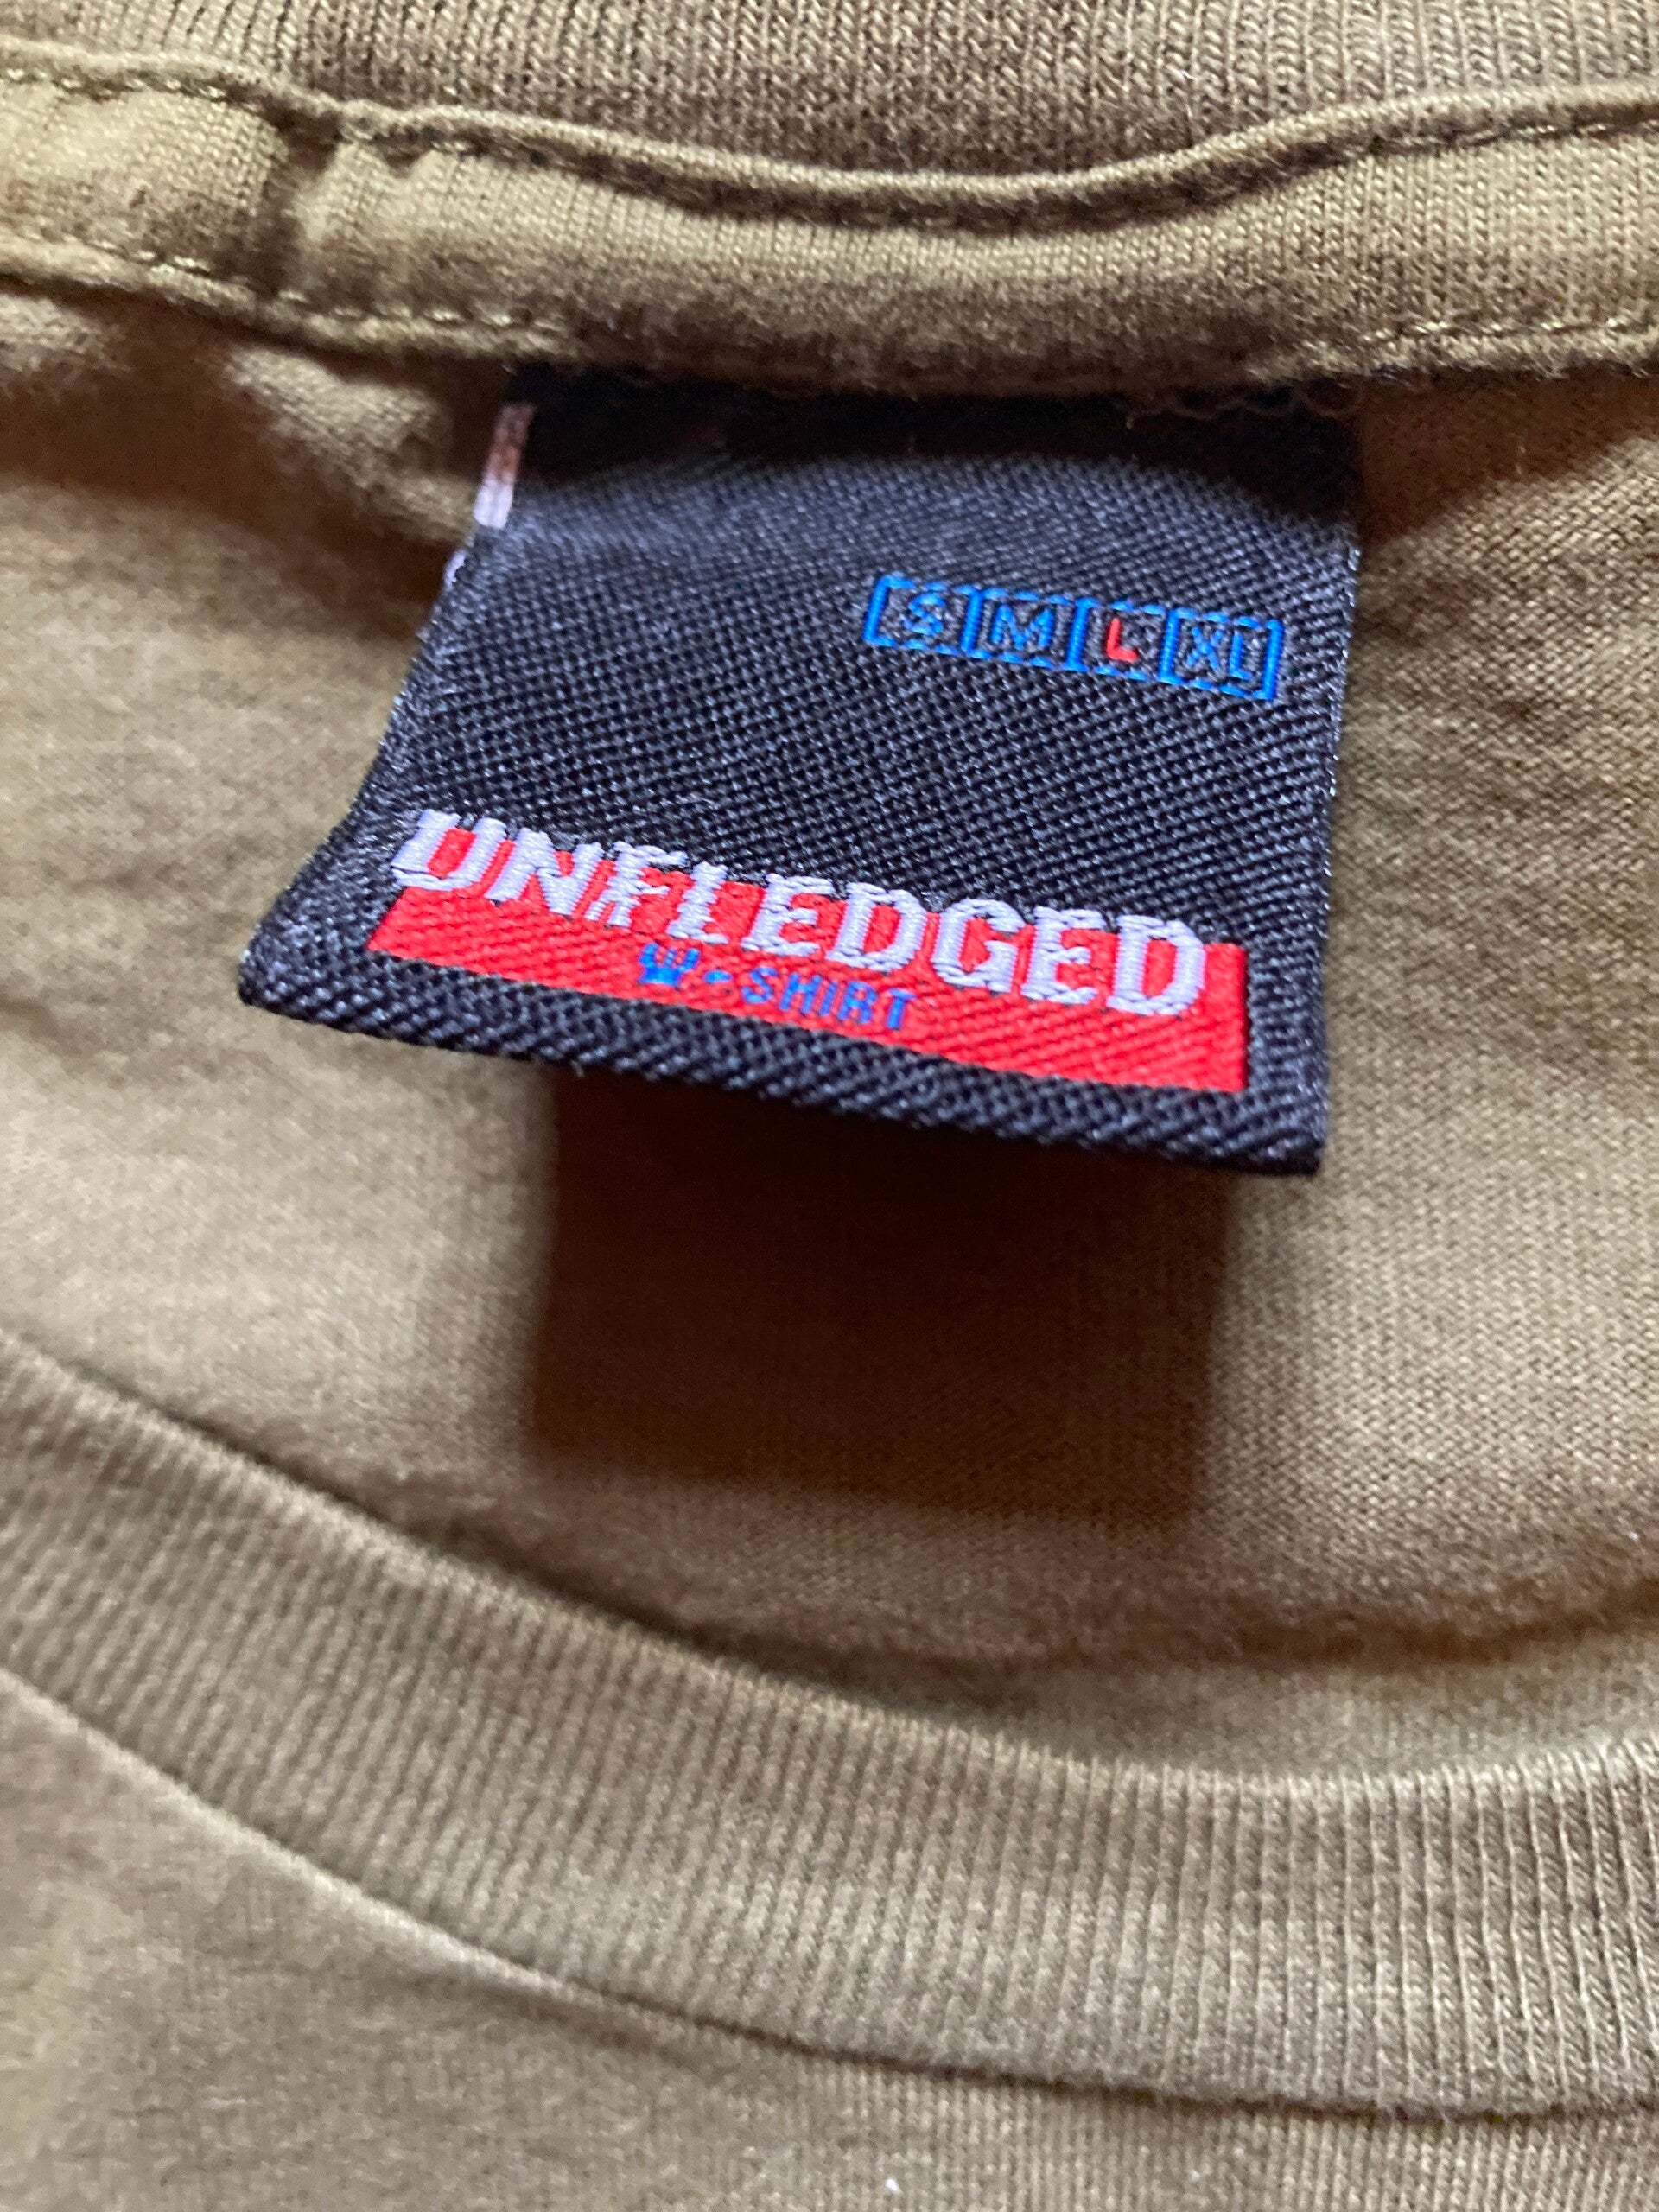 S M L XL
UNFLEDGED
W-SHIRT